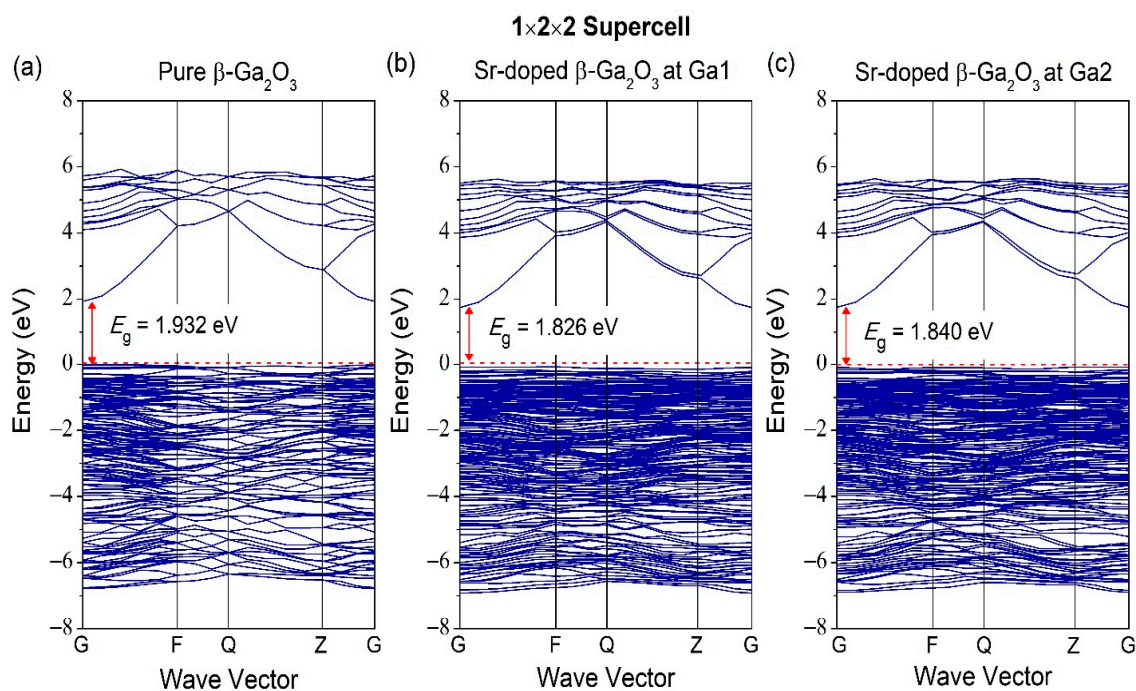 1×2×2 Supercell
(a)
Pure β-Ga₂O₃
8
6
4
2
0
−2
−4
−6
−8
Energy (eV)
E_g = 1.932 eV
G F Q Z G
Wave Vector
(b)
Sr-doped β-Ga₂O₃ at Ga1
8
6
4
2
0
−2
−4
−6
−8
Energy (eV)
E_g = 1.826 eV
G F Q Z G
Wave Vector
(c)
Sr-doped β-Ga₂O₃ at Ga2
8
6
4
2
0
−2
−4
−6
−8
Energy (eV)
E_g = 1.840 eV
G F Q Z G
Wave Vector